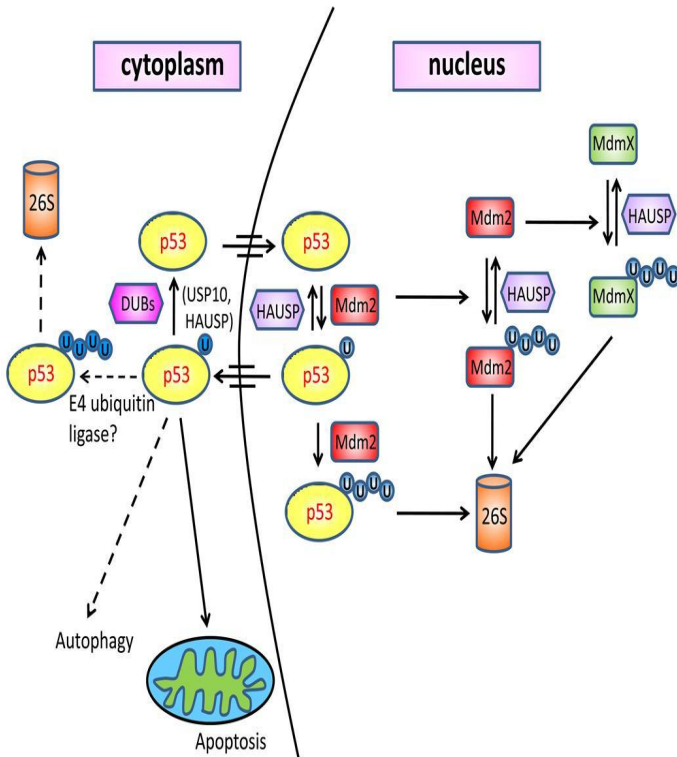 cytoplasm
nucleus
MdmX
26S
Mdm2
HAUSP
p53
p53
DUBs
(USP10,
HAUSP)
HAUSP
Mdm2
HAUSP
U U U U
MdmX
U U U U
p53
U
p53
U
p53
U U U U
Mdm2
E4 ubiquitin
ligase?
Mdm2
U U U U
p53
26S
Autophagy
Apoptosis